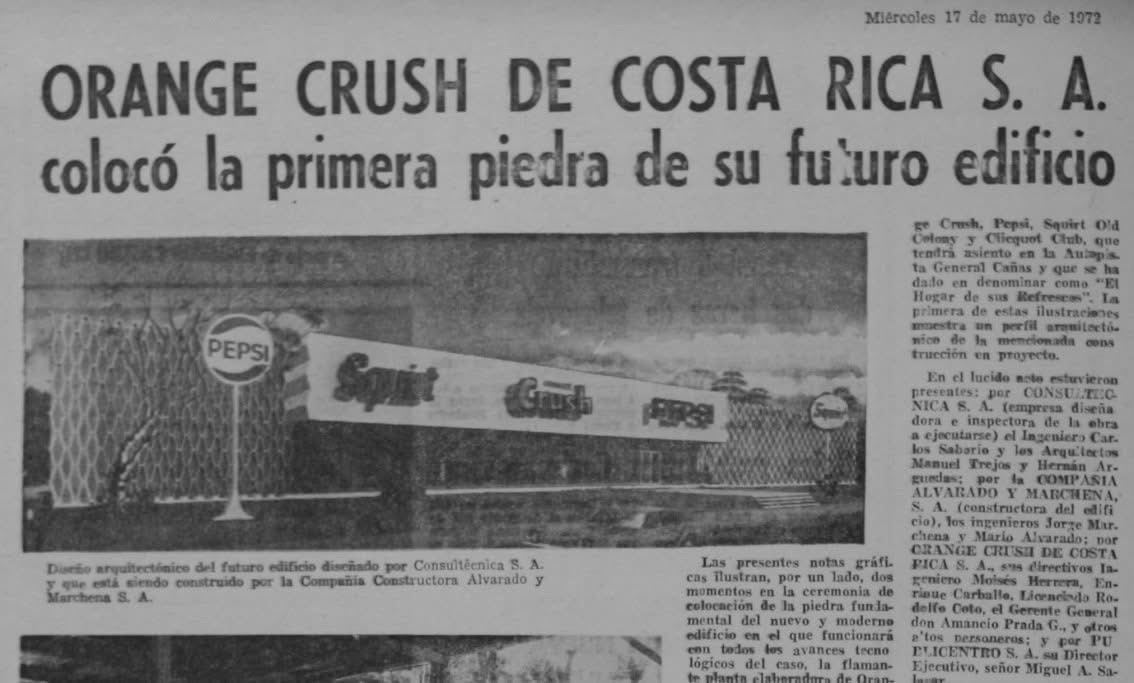 Miércoles 17 de mayo de 1972
ORANGE CRUSH DE COSTA RICA S. A.
colocó la primera piedra de su futuro edificio
PEPSI
Squirt
Crush
PEPSI
Squirt
Diseño arquitectónico del futuro edificio diseñado por Consultécnica S. A.
y que está siendo construido por la Compañía Constructora Alvarado y
Marchena S. A.
Las presentes notas gráfi-
cas ilustran, por un lado, dos
momentos en la ceremonia de
colocación de la piedra funda-
mental del nuevo y moderno
edificio en el que funcionará
con todos los avances tecno
lógicos del caso, la flaman-
te planta elaboradora de Oran-
ge Crush, Pepsi, Squirt Old
Colony y Clicquot Club, que
tendrá asiento en la Autopis-
ta General Cañas y que se ha
dado en denominar como "El
Hogar de sus Refrescos". La
primera de estas ilustraciones
muestra un perfil arquitectó-
nico de la mencionada cons
trucción en proyecto.
En el lucido acto estuvieron
presentes: por CONSULTEC-
NICA S. A. (empresa diseña
dora e inspectora de la obra
a ejecutarse) el Ingeniero Car-
los Saborío y los Arquitectos
Manuel Trejos y Hernán Ar-
guedas; por la COMPAÑIA
ALVARADO Y MARCHENA,
S. A. (constructora del edifi
cio), los ingenieros Jorge Mar-
chena y Mario Alvarado; por
ORANGE CRUSH DE COSTA
RICA S. A., sus directivos In-
geniero Moisés Herrera, En-
rique Carballo, Licenciado Ro-
dolfo Coto, el Gerente General
don Amancio Prada G., y otros
altos personeros; y por PU
BLICENTRO S. A. su Director
Ejecutivo, señor Miguel A. Sa-
lazar